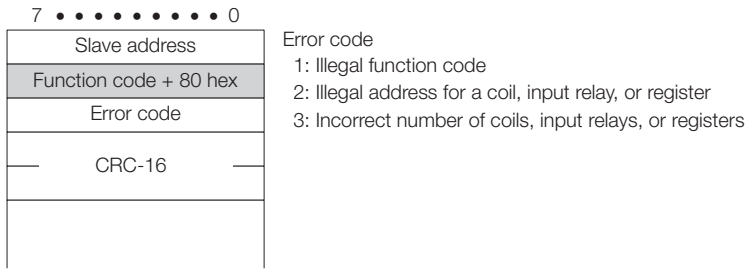 7 • • • • • • • • • 0
Slave address
Function code + 80 hex
Error code
CRC-16
Error code
1: Illegal function code
2: Illegal address for a coil, input relay, or register
3: Incorrect number of coils, input relays, or registers